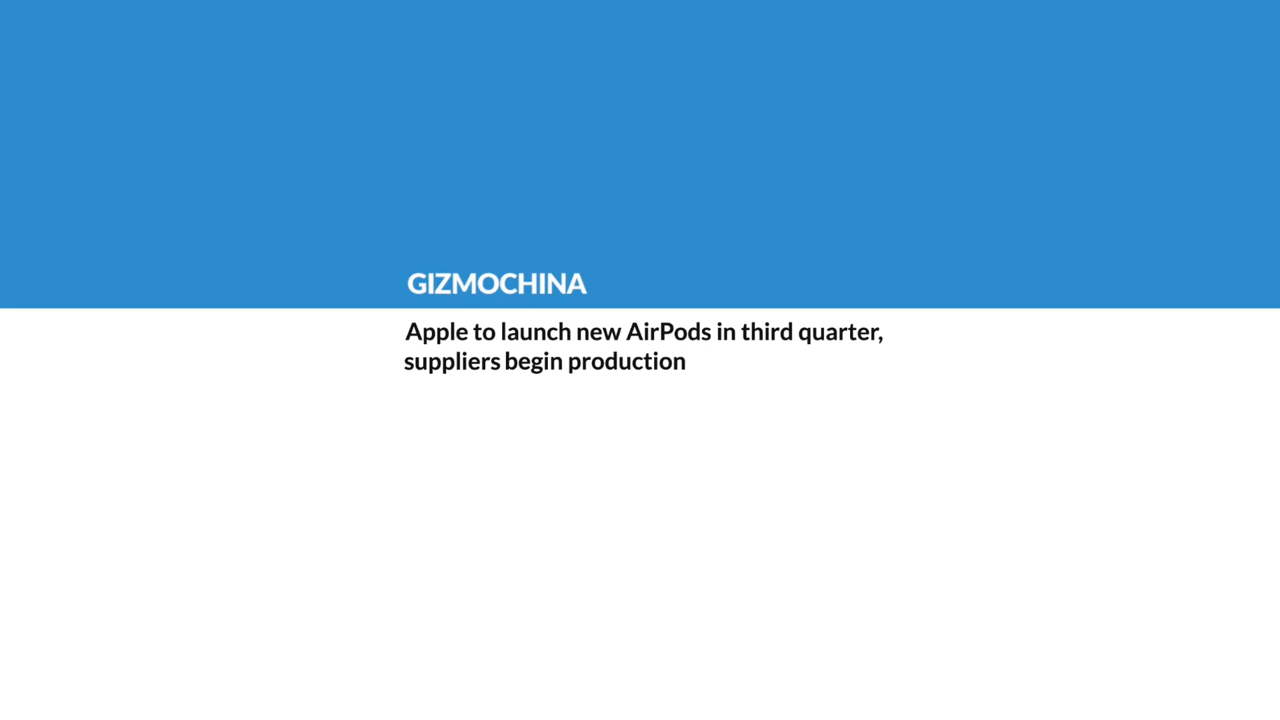 GIZMOCHINA
Apple to launch new AirPods in third quarter,
suppliers begin production